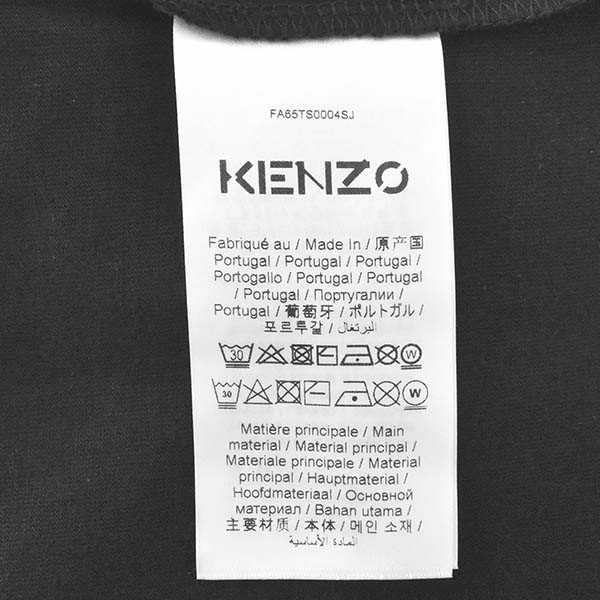 FA65TS0004SJ
KENZO
Fabriqué au / Made In / 原产国
Portugal / Portugal / Portugal /
Portogallo / Portugal / Portugal
/ Portugal / Португалии /
Portugal / 葡萄牙 / ポルトガル /
포르투갈 / البرتغال
30 W
30 W
Matière principale / Main
material / Material principal /
Materiale principale / Material
principal / Hauptmaterial /
Hoofdmateriaal / Основной
материал / Bahan utama /
主要材质 / 本体 / 메인 소재 /
المادة الأساسية /